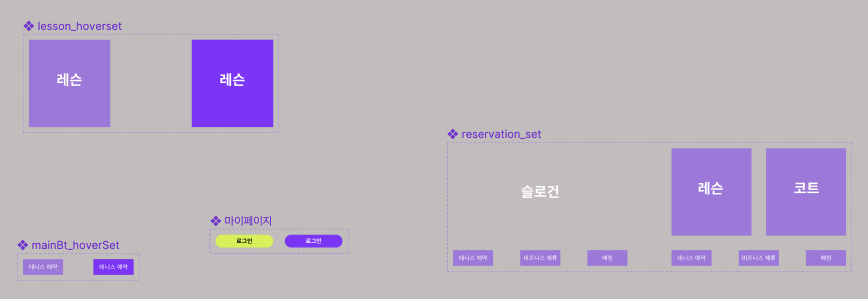 lesson_hoverset
레슨
레슨
reservation_set
슬로건
레슨
코트
마이페이지
로그인
로그인
mainBt_hoverSet
테니스 예약
테니스 예약
테니스 예약
비즈니스 제휴
매칭
테니스 예약
비즈니스 제휴
매칭